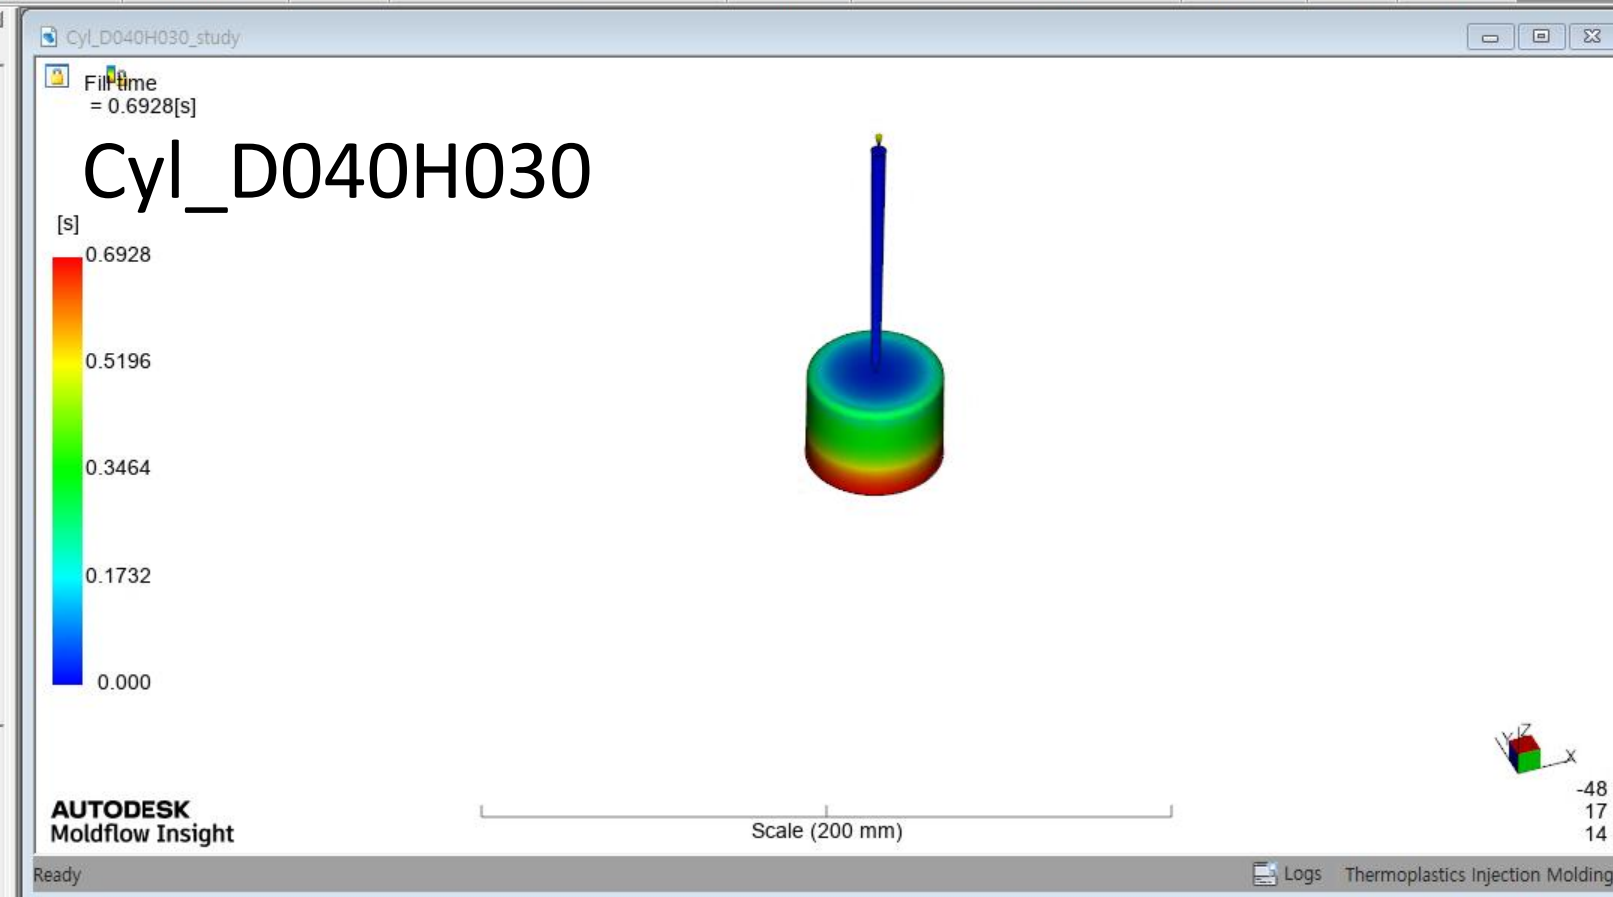 Cyl_D040H030_study
Fill time
= 0.6928[s]
Cyl_D040H030
[s]
0.6928
0.5196
0.3464
0.1732
0.000
Z
Y
X
-48
17
14
AUTODESK
Moldflow Insight
Scale (200 mm)
Ready
Logs Thermoplastics Injection Molding